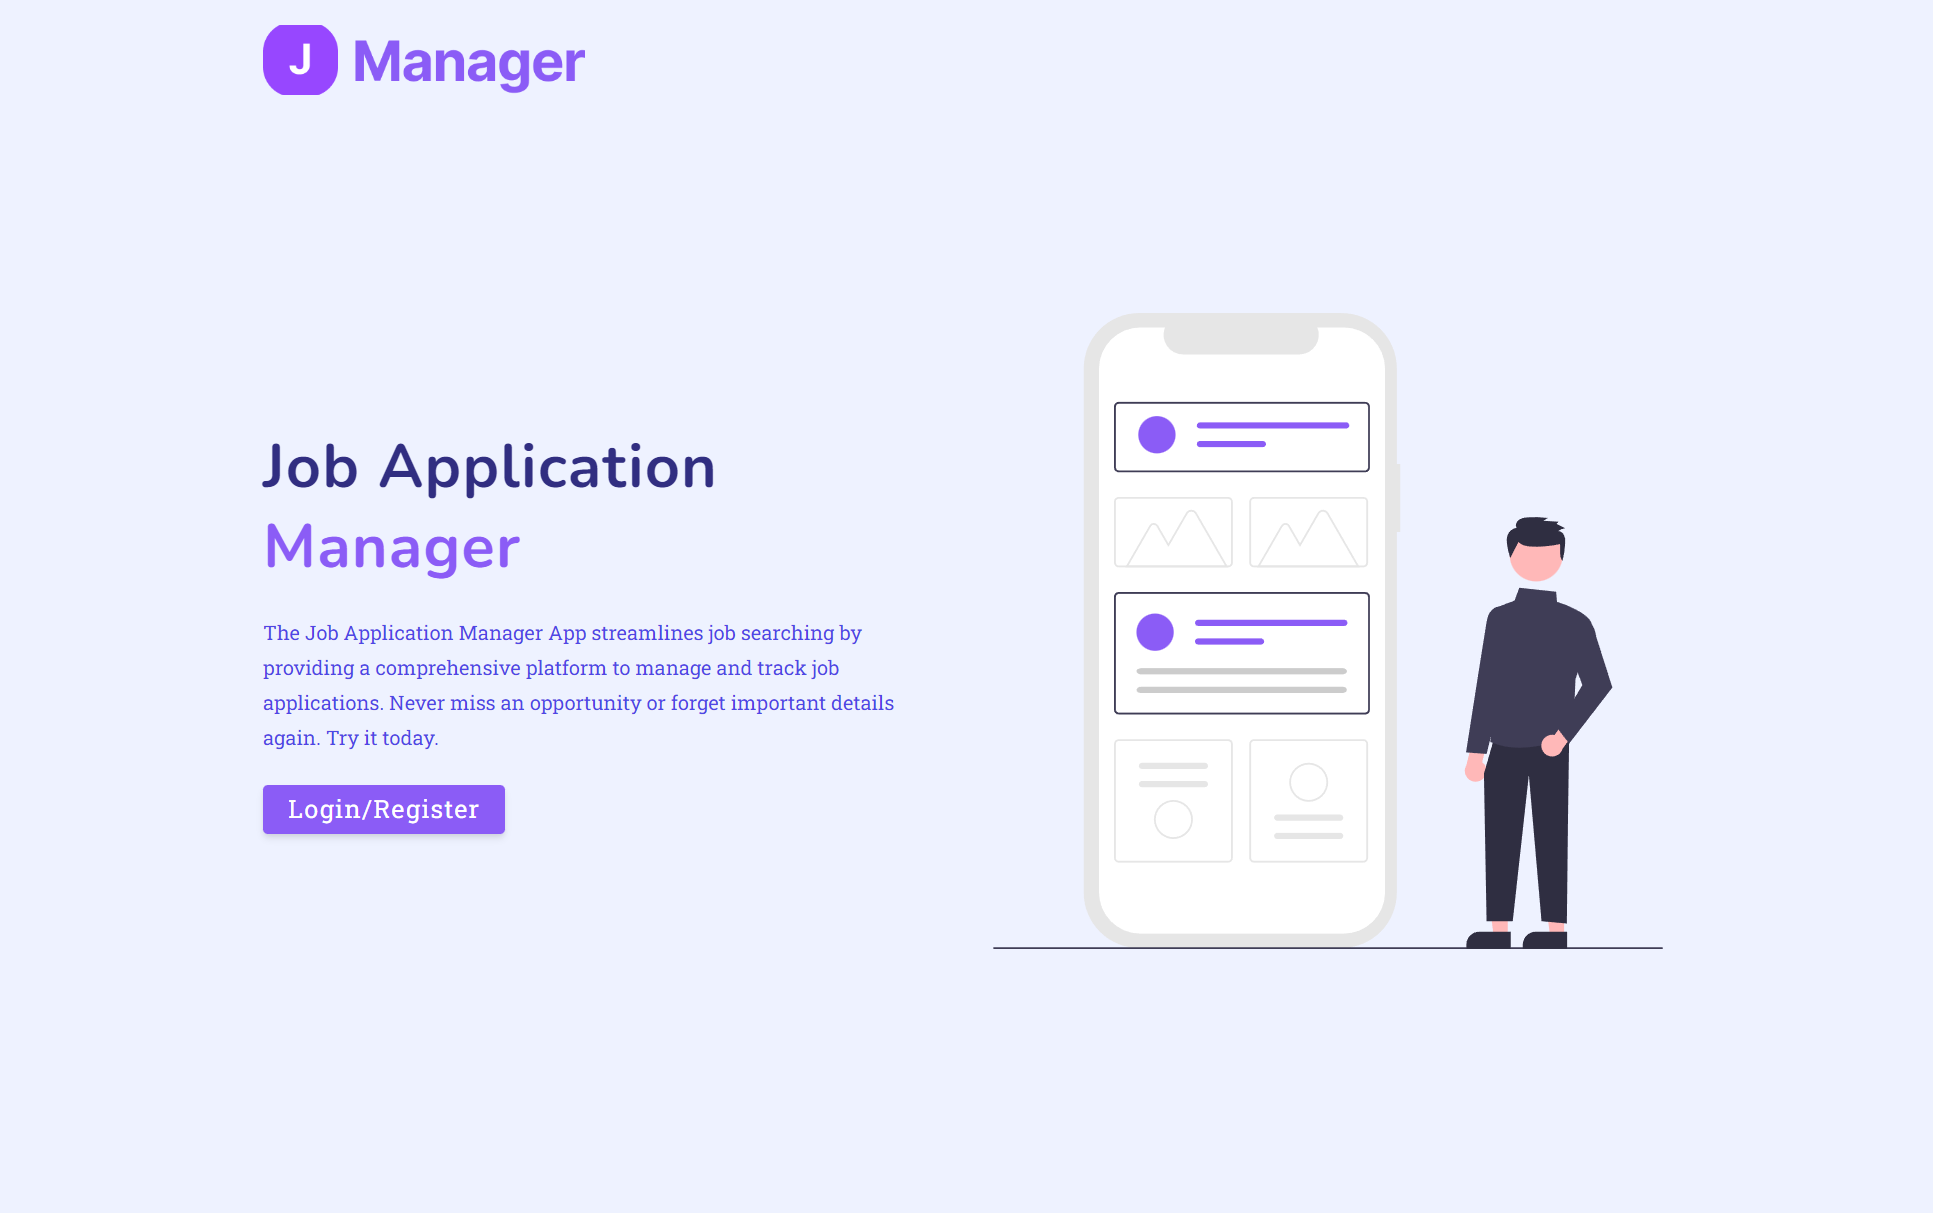 J Manager
Job Application
Manager
The Job Application Manager App streamlines job searching by
providing a comprehensive platform to manage and track job
applications. Never miss an opportunity or forget important details
again. Try it today.
Login/Register